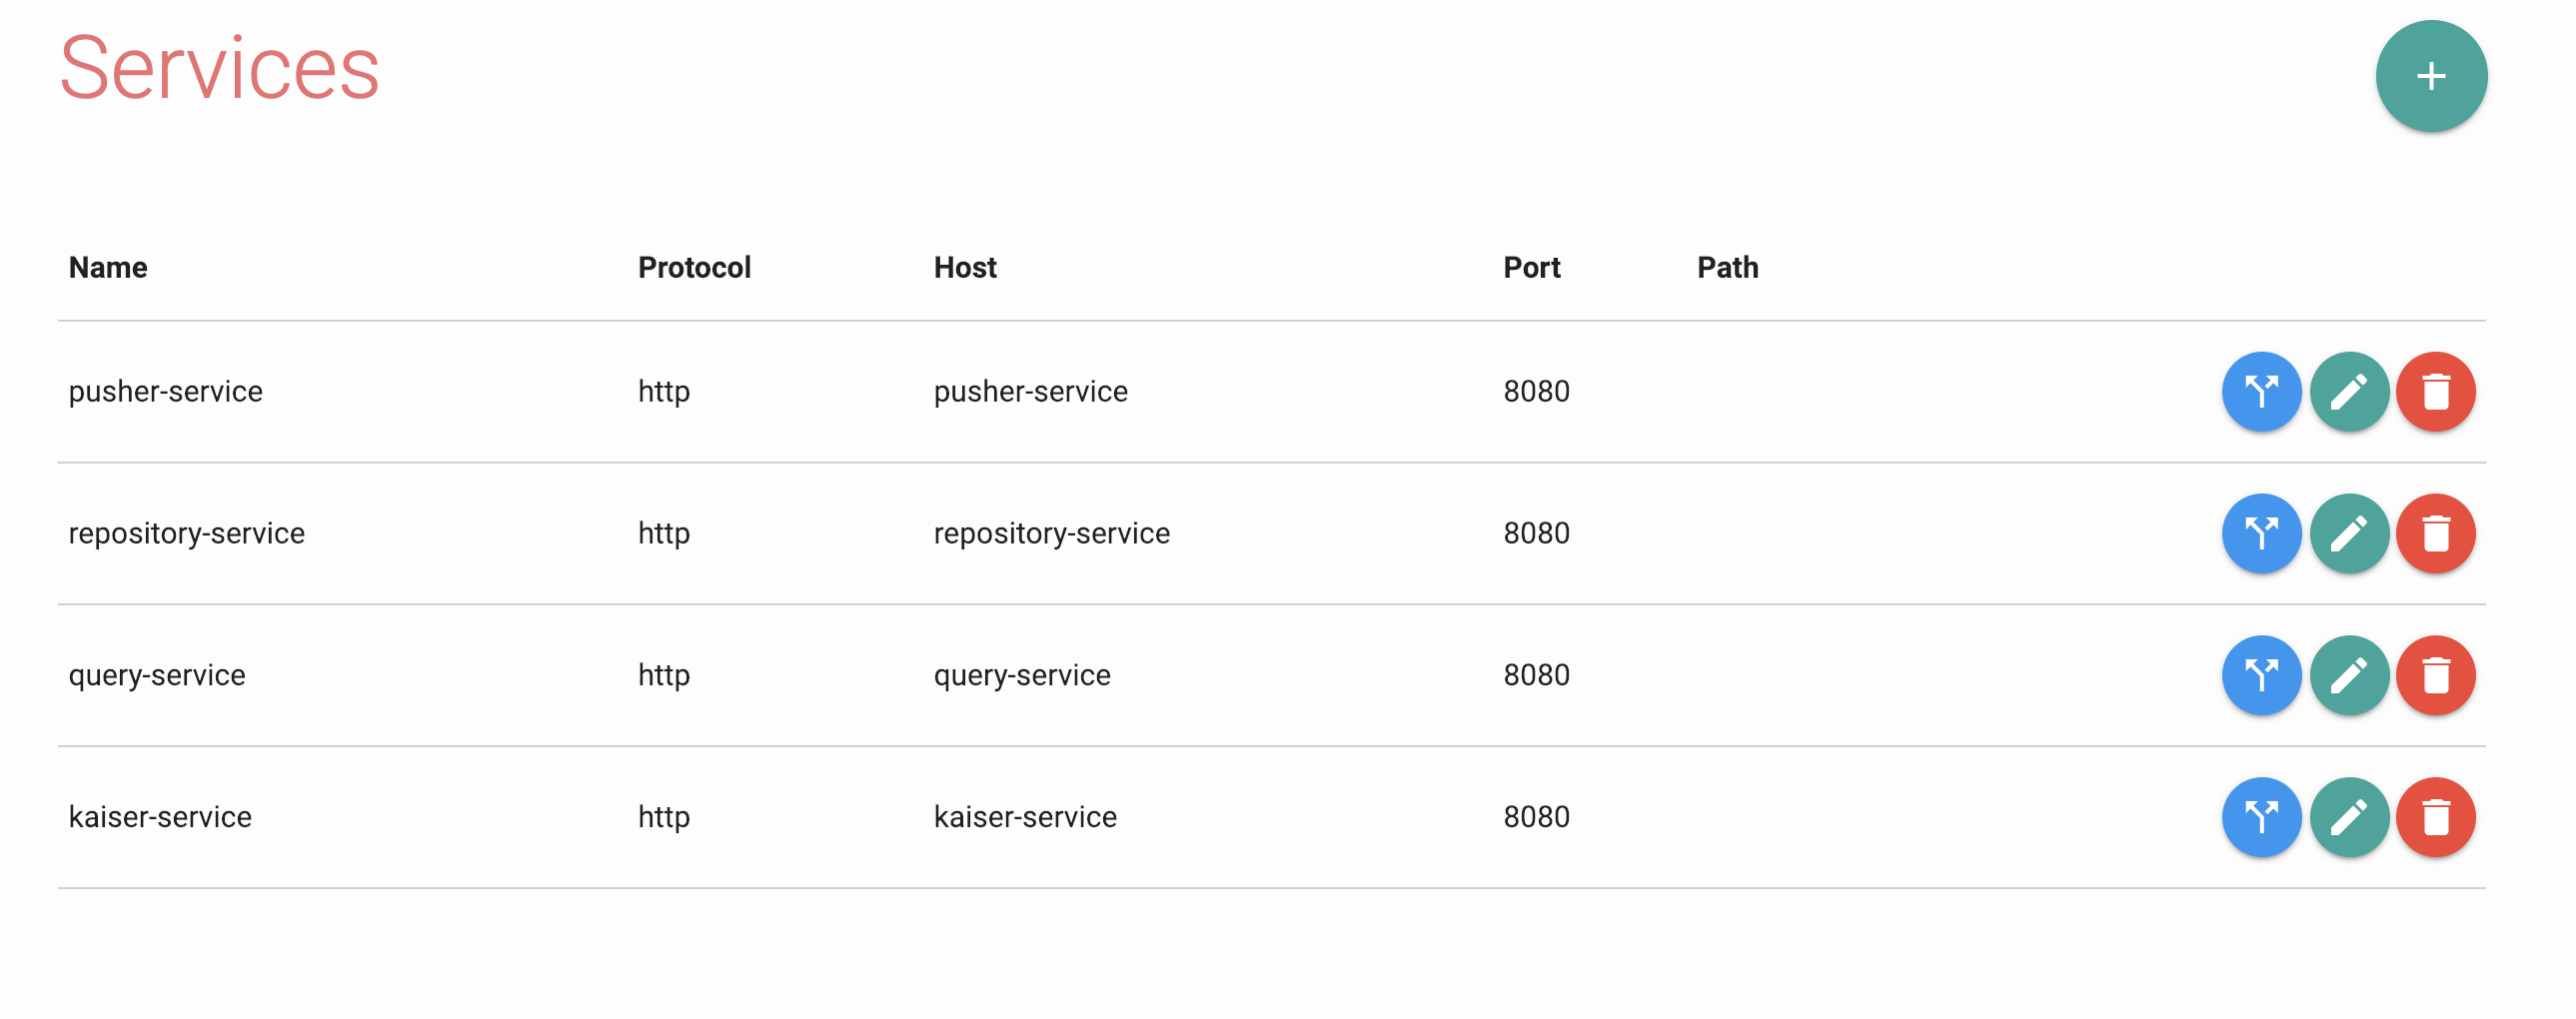 Services
+
Name Protocol Host Port Path
pusher-service http pusher-service 8080
repository-service http repository-service 8080
query-service http query-service 8080
kaiser-service http kaiser-service 8080